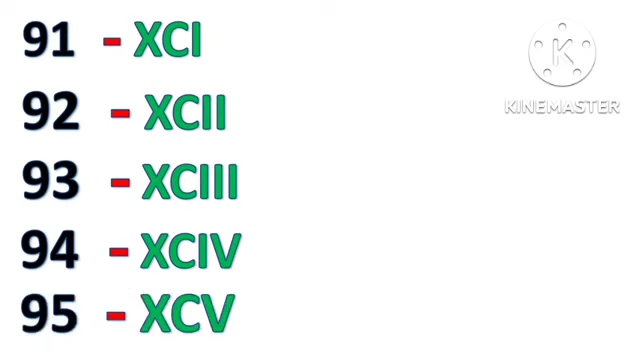 91 - XCI
92 - XCII
93 - XCIII
94 - XCIV
95 - XCV
K
KINEMASTER